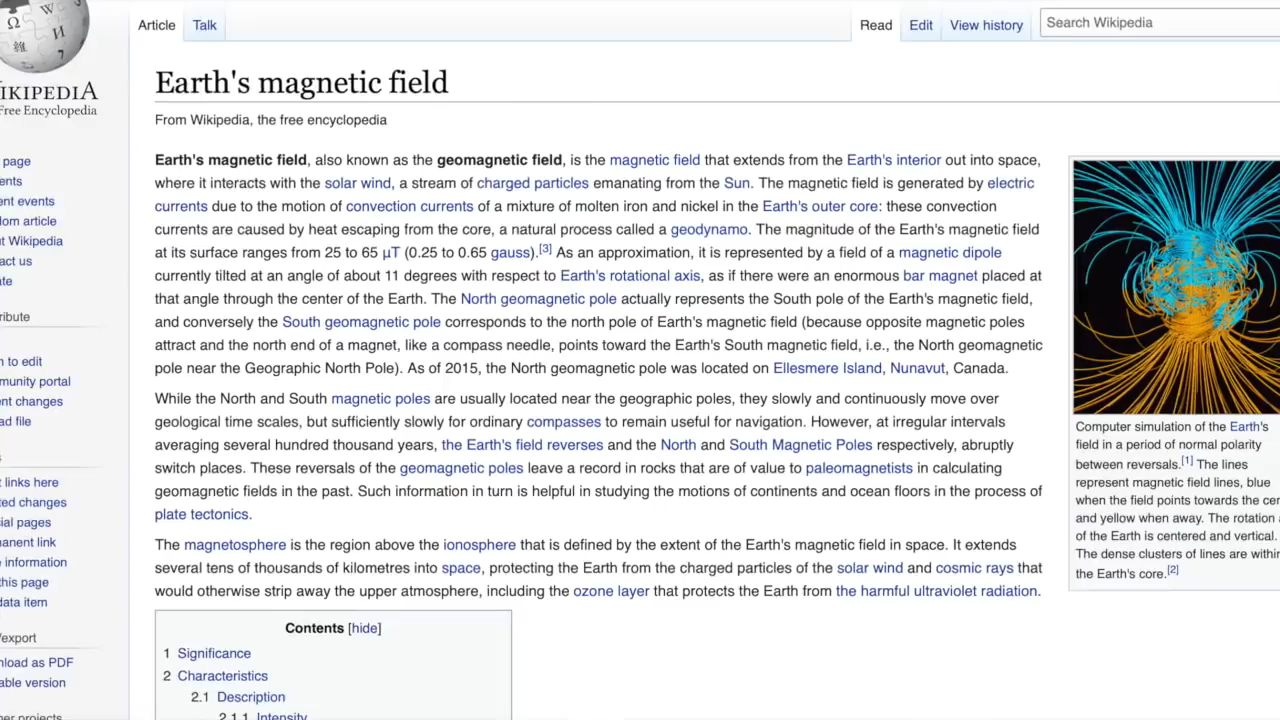 Article
Talk
Read
Edit
View history
Search Wikipedia
Ω
W
И
維
IKIPEDIA
Free Encyclopedia
page
ents
ent events
dom article
ut Wikipedia
act us
ate
ribute
n to edit
munity portal
ent changes
ad file
s
t links here
ted changes
cial pages
nanent link
e information
this page
data item
/export
nload as PDF
table version
her projects
Earth's magnetic field
From Wikipedia, the free encyclopedia
Earth's magnetic field, also known as the geomagnetic field, is the magnetic field that extends from the Earth's interior out into space,
where it interacts with the solar wind, a stream of charged particles emanating from the Sun. The magnetic field is generated by electric
currents due to the motion of convection currents of a mixture of molten iron and nickel in the Earth's outer core: these convection
currents are caused by heat escaping from the core, a natural process called a geodynamo. The magnitude of the Earth's magnetic field
at its surface ranges from 25 to 65 μT (0.25 to 0.65 gauss).[3] As an approximation, it is represented by a field of a magnetic dipole
currently tilted at an angle of about 11 degrees with respect to Earth's rotational axis, as if there were an enormous bar magnet placed at
that angle through the center of the Earth. The North geomagnetic pole actually represents the South pole of the Earth's magnetic field,
and conversely the South geomagnetic pole corresponds to the north pole of Earth's magnetic field (because opposite magnetic poles
attract and the north end of a magnet, like a compass needle, points toward the Earth's South magnetic field, i.e., the North geomagnetic
pole near the Geographic North Pole). As of 2015, the North geomagnetic pole was located on Ellesmere Island, Nunavut, Canada.
While the North and South magnetic poles are usually located near the geographic poles, they slowly and continuously move over
geological time scales, but sufficiently slowly for ordinary compasses to remain useful for navigation. However, at irregular intervals
averaging several hundred thousand years, the Earth's field reverses and the North and South Magnetic Poles respectively, abruptly
switch places. These reversals of the geomagnetic poles leave a record in rocks that are of value to paleomagnetists in calculating
geomagnetic fields in the past. Such information in turn is helpful in studying the motions of continents and ocean floors in the process of
plate tectonics.
The magnetosphere is the region above the ionosphere that is defined by the extent of the Earth's magnetic field in space. It extends
several tens of thousands of kilometres into space, protecting the Earth from the charged particles of the solar wind and cosmic rays that
would otherwise strip away the upper atmosphere, including the ozone layer that protects the Earth from the harmful ultraviolet radiation.
Contents [hide]
1 Significance
2 Characteristics
2.1 Description
2.1.1 Intensity
Computer simulation of the Earth's
field in a period of normal polarity
between reversals.[1] The lines
represent magnetic field lines, blue
when the field points towards the cen
and yellow when away. The rotation a
of the Earth is centered and vertical.
The dense clusters of lines are within
the Earth's core.[2]